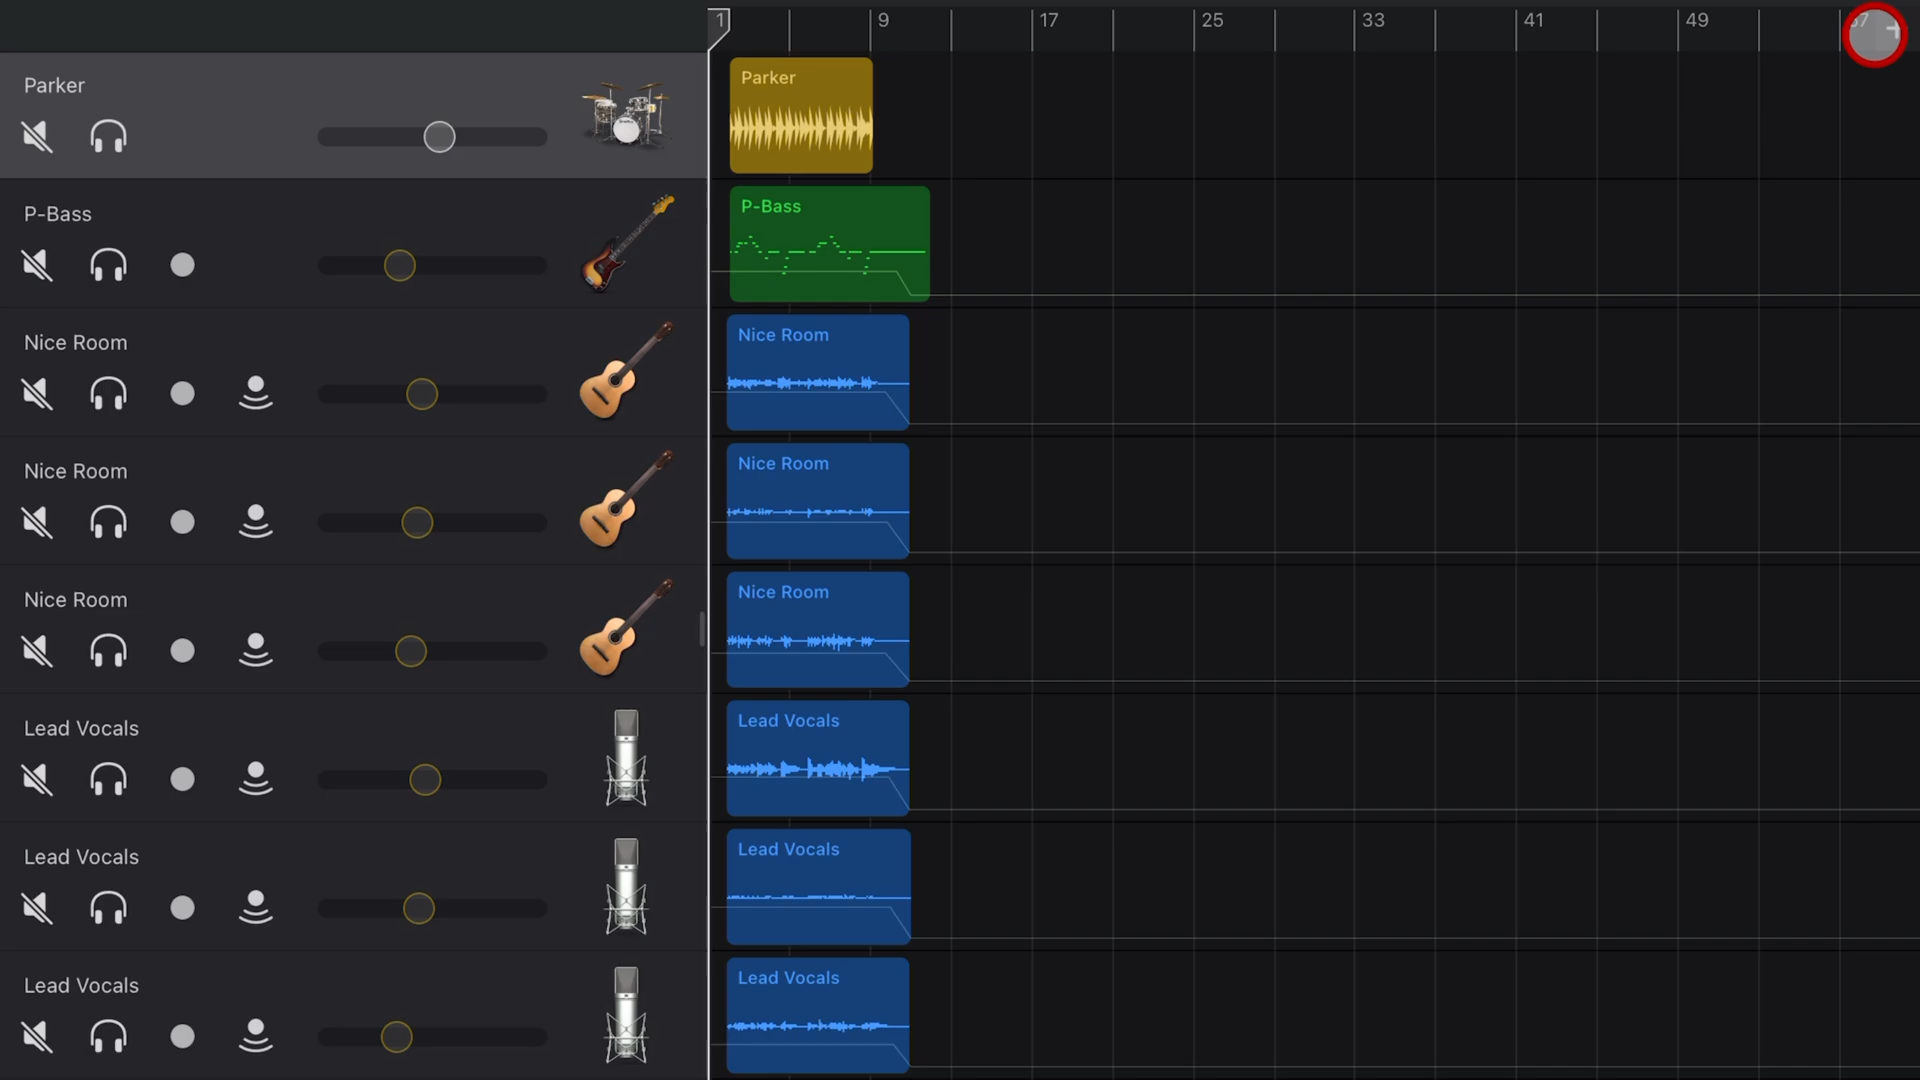 1 9 17 25 33 41 49 57
Parker
Parker
P-Bass
P-Bass
Nice Room
Nice Room
Nice Room
Nice Room
Nice Room
Nice Room
Lead Vocals
Lead Vocals
Lead Vocals
Lead Vocals
Lead Vocals
Lead Vocals